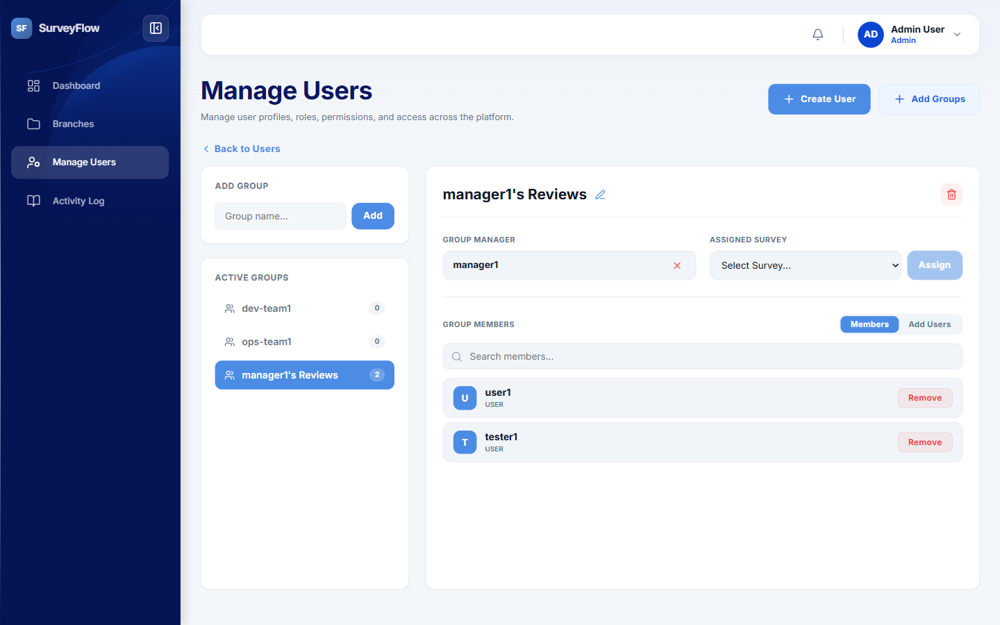 SF SurveyFlow
Dashboard
Branches
Manage Users
Activity Log
AD
Admin User
Admin
Manage Users
Manage user profiles, roles, permissions, and access across the platform.
Create User
Add Groups
Back to Users
ADD GROUP
Group name...
Add
ACTIVE GROUPS
dev-team1 0
ops-team1 0
manager1's Reviews 2
manager1's Reviews
GROUP MANAGER
manager1
ASSIGNED SURVEY
Select Survey...
Assign
GROUP MEMBERS
Members
Add Users
Search members...
U
user1
USER
Remove
T
tester1
USER
Remove